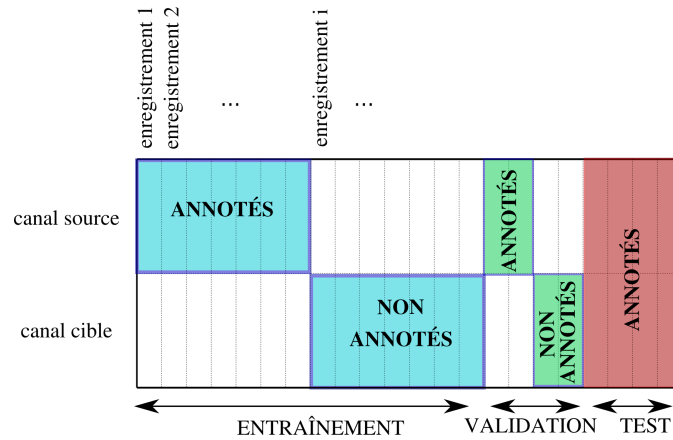 enregistrement 1
enregistrement 2
...
enregistrement i
...
canal source
ANNOTÉS
ANNOTÉS
ANNOTÉS
canal cible
NON
ANNOTÉS
NON
ANNOTÉS
ENTRAÎNEMENT
VALIDATION
TEST